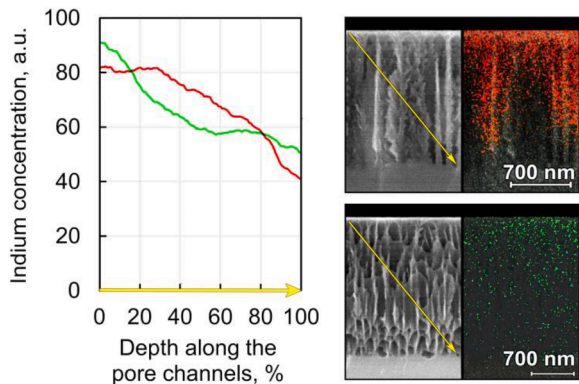 Indium concentration, a.u.
100
80
60
40
20
0
0 20 40 60 80 100
Depth along the
pore channels, %
700 nm
700 nm